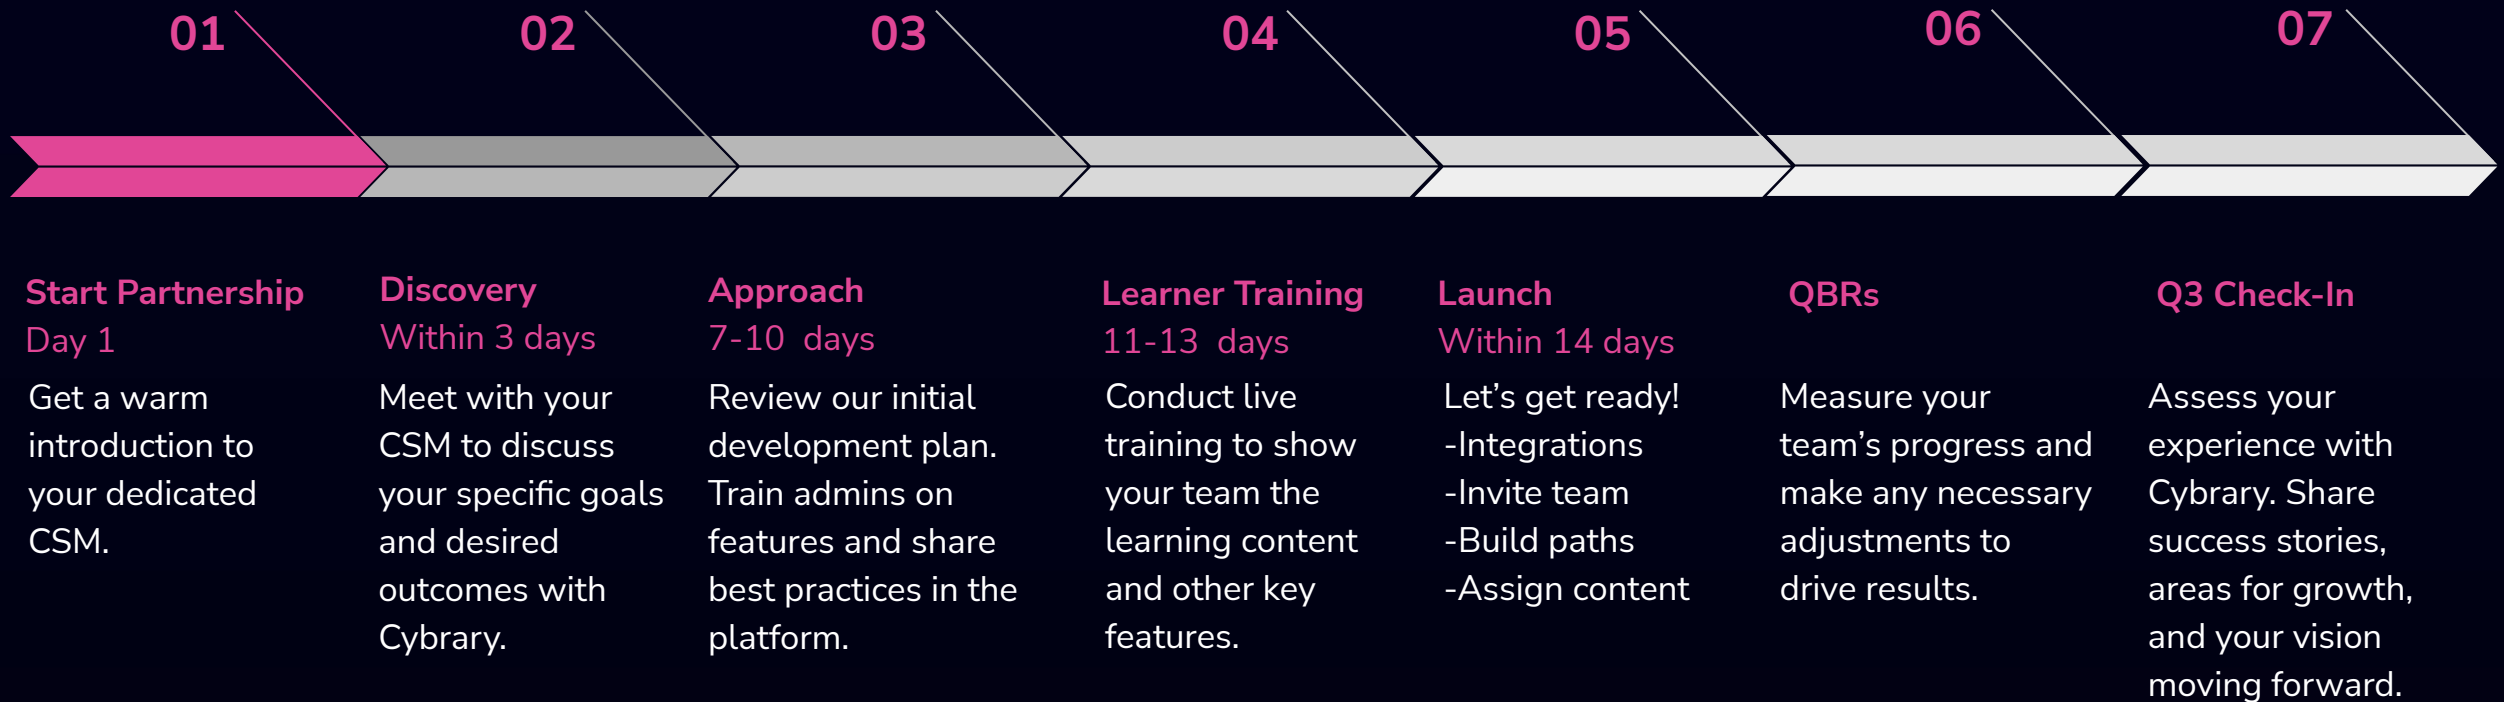 01
02
03
04
05
06
07
Start Partnership
Day 1
Get a warm
introduction to
your dedicated
CSM.
Discovery
Within 3 days
Meet with your
CSM to discuss
your specific goals
and desired
outcomes with
Cybrary.
Approach
7-10 days
Review our initial
development plan.
Train admins on
features and share
best practices in the
platform.
Learner Training
11-13 days
Conduct live
training to show
your team the
learning content
and other key
features.
Launch
Within 14 days
Let’s get ready!
-Integrations
-Invite team
-Build paths
-Assign content
QBRs
Measure your
team’s progress and
make any necessary
adjustments to
drive results.
Q3 Check-In
Assess your
experience with
Cybrary. Share
success stories,
areas for growth,
and your vision
moving forward.